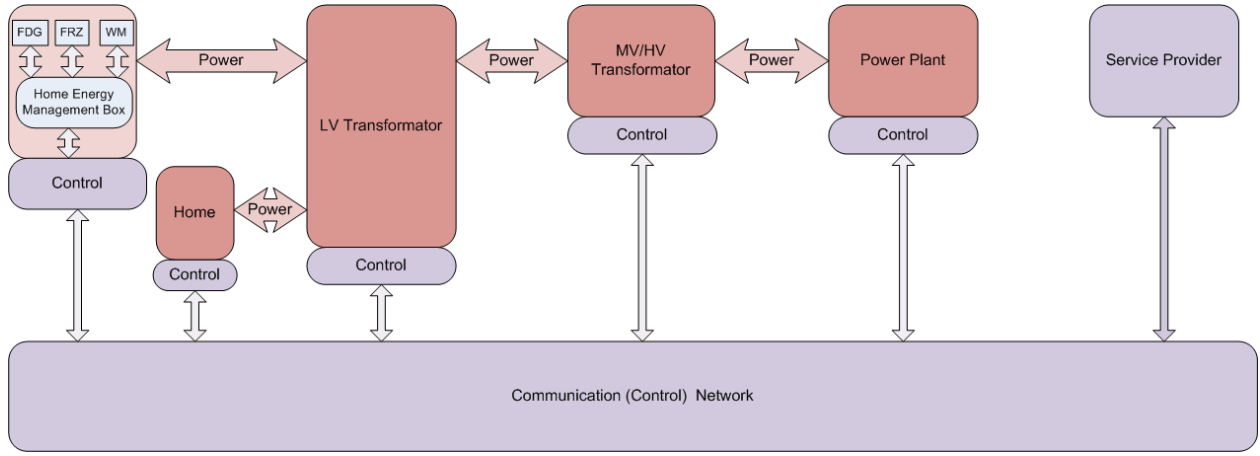 FDG FRZ WM
Home Energy
Management Box
Control
Power
LV Transformator
Control
Home
Power
Control
Power
MV/HV
Transformator
Control
Power
Power Plant
Control
Service Provider
Communication (Control) Network